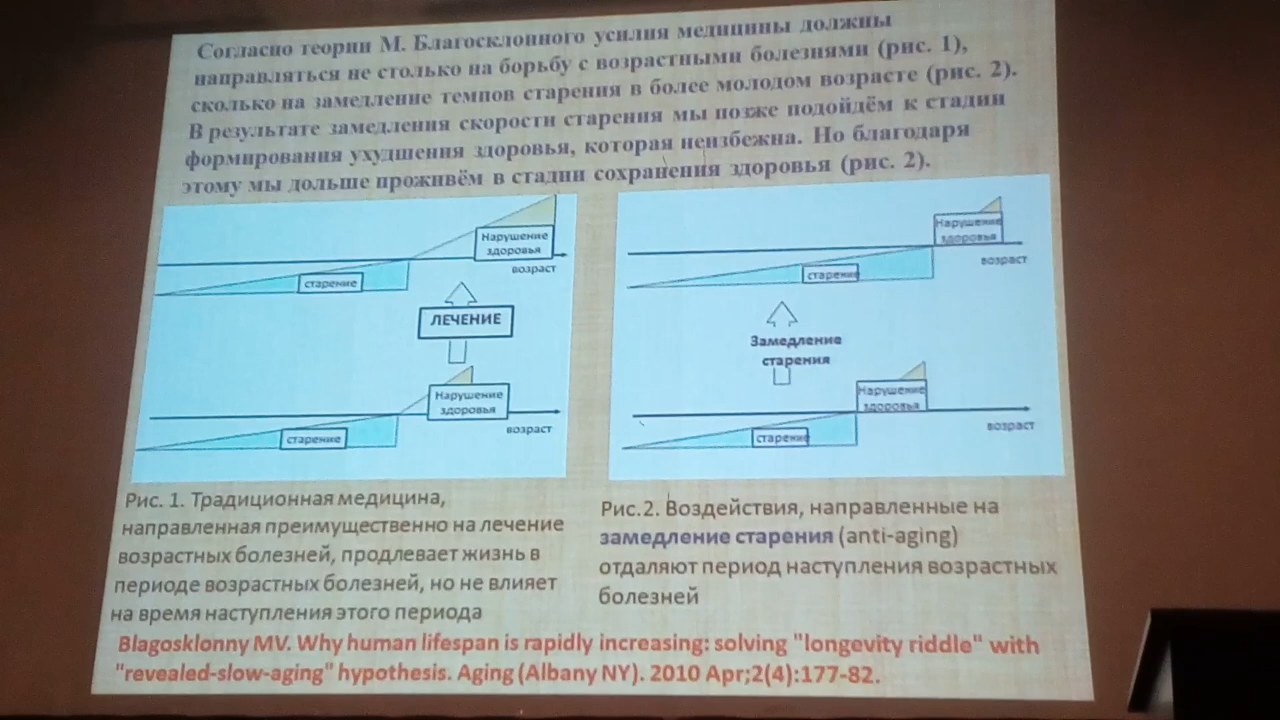 Согласно теории М. Благосклонного усилия медицины должны
направляться не столько на борьбу с возрастными болезнями (рис. 1),
сколько на замедление темпов старения в более молодом возрасте (рис. 2).
В результате замедления скорости старения мы позже подойдём к стадии
формирования ухудшения здоровья, которая неизбежна. Но благодаря
этому мы дольше проживём в стадии сохранения здоровья (рис. 2).
Нарушение
здоровья
возраст
старение
ЛЕЧЕНИЕ
Нарушение
здоровья
возраст
старение
Рис. 1. Традиционная медицина,
направленная преимущественно на лечение
возрастных болезней, продлевает жизнь в
периоде возрастных болезней, но не влияет
на время наступления этого периода
Нарушение
здоровья
возраст
старение
Замедление
старения
Нарушение
здоровья
возраст
старение
Рис.2. Воздействия, направленные на
замедление старения (anti-aging)
отдаляют период наступления возрастных
болезней
Blagosklonny MV. Why human lifespan is rapidly increasing: solving "longevity riddle" with
"revealed-slow-aging" hypothesis. Aging (Albany NY). 2010 Apr;2(4):177-82.